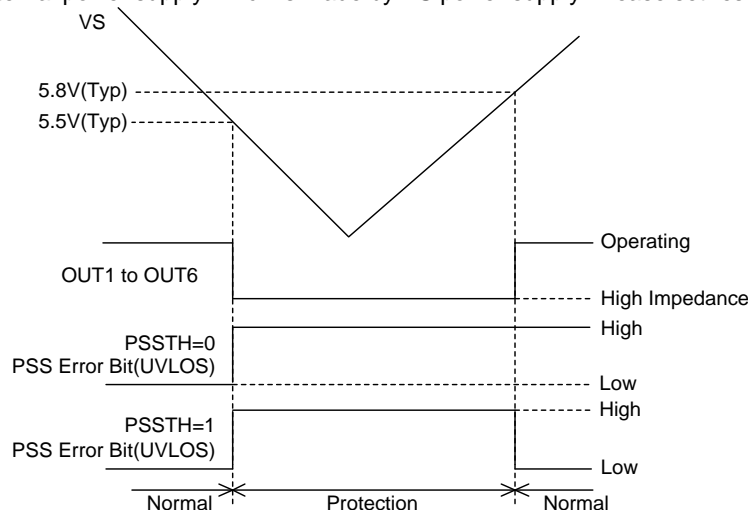 VS
5.8V(Typ)
5.5V(Typ)
Operating
OUT1 to OUT6
High Impedance
High
PSSTH=0
PSS Error Bit(UVLOS)
Low
High
PSSTH=1
PSS Error Bit(UVLOS)
Low
Normal Protection Normal